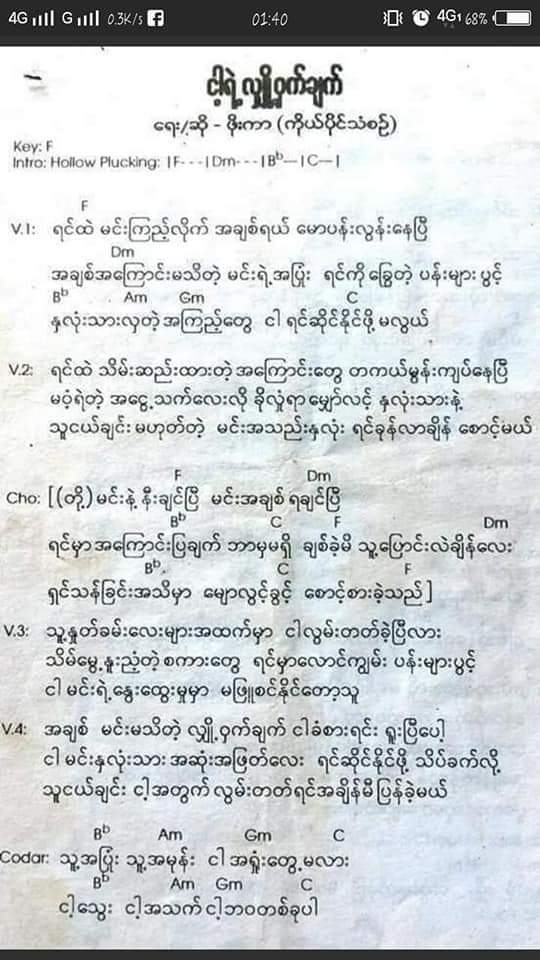 4G G 0.3K/s 01:40 4G1 68%
ငါ့ရဲ့လျှို့ဝှက်ချက်
ရေး/ဆို - ဖိုးကာ (ကိုယ်ပိုင်သံစဉ်)
Key: F
Intro: Hollow Plucking: | F- - - | Dm- - - | Bb— | C— |
F
V.1: ရင်ထဲ မင်းကြည့်လိုက် အချစ်ရယ် မောပန်းလွန်းနေပြီ
Dm
အချစ်အကြောင်းမသိတဲ့ မင်းရဲ့အပြုံး ရင်ကိုခြွေတဲ့ ပန်းများပွင့်
Bb Am Gm C
နှလုံးသားလှတဲ့အကြည့်တွေ ငါ ရင်ဆိုင်နိုင်ဖို့ မလွယ်
V.2: ရင်ထဲ သိမ်းဆည်းထားတဲ့အကြောင်းတွေ တကယ်မွန်းကျပ်နေပြီ
မဝံ့ရဲတဲ့ အငွေ့သက်လေးလို ခိုလှုံရာမျှော်လင့် နှလုံးသားနဲ့
သူငယ်ချင်းမဟုတ်တဲ့ မင်းအသည်းနှလုံး ရင်ခုန်လာချိန် စောင့်မယ်
F Dm
Cho: [(တို့) မင်းနဲ့ နီးချင်ပြီ မင်းအချစ် ရချင်ပြီ
Bb C F Dm
ရင်မှာအကြောင်းပြချက် ဘာမှမရှိ ချစ်ခဲ့မိ သူ့ပြောင်းလဲချိန်လေး
Bb C F
ရှင်သန်ခြင်းအသိမှာ မျောလွင့်ခွင့် စောင့်စားခဲ့သည်]
V.3: သူ့နှုတ်ခမ်းလေးများအထက်မှာ ငါလွမ်းတတ်ခဲ့ပြီလား
သိမ်မွေ့နူးညံ့တဲ့စကားတွေ ရင်မှာလောင်ကျွမ်း ပန်းများပွင့်
ငါ မင်းရဲ့နွေးထွေးမှုမှာ မဖြူစင်နိုင်တော့သူ
V.4: အချစ် မင်းမသိတဲ့ လျှို့ဝှက်ချက် ငါခံစားရင်း ရူးပြီပေါ့
ငါ မင်းနှလုံးသား အဆုံးအဖြတ်လေး ရင်ဆိုင်နိုင်ဖို့ သိပ်ခက်လို့
သူငယ်ချင်း ငါ့အတွက် လွမ်းတတ်ရင်အချိန်မီ ပြန်ခဲ့မယ်
Bb Am Gm C
Codar: သူ့အပြုံး သူ့အမုန်း ငါ အရှုံးတွေ့မလား
Bb Am Gm C
ငါ့သွေး ငါ့အသက် ငါ့ဘဝတစ်ခုပါ